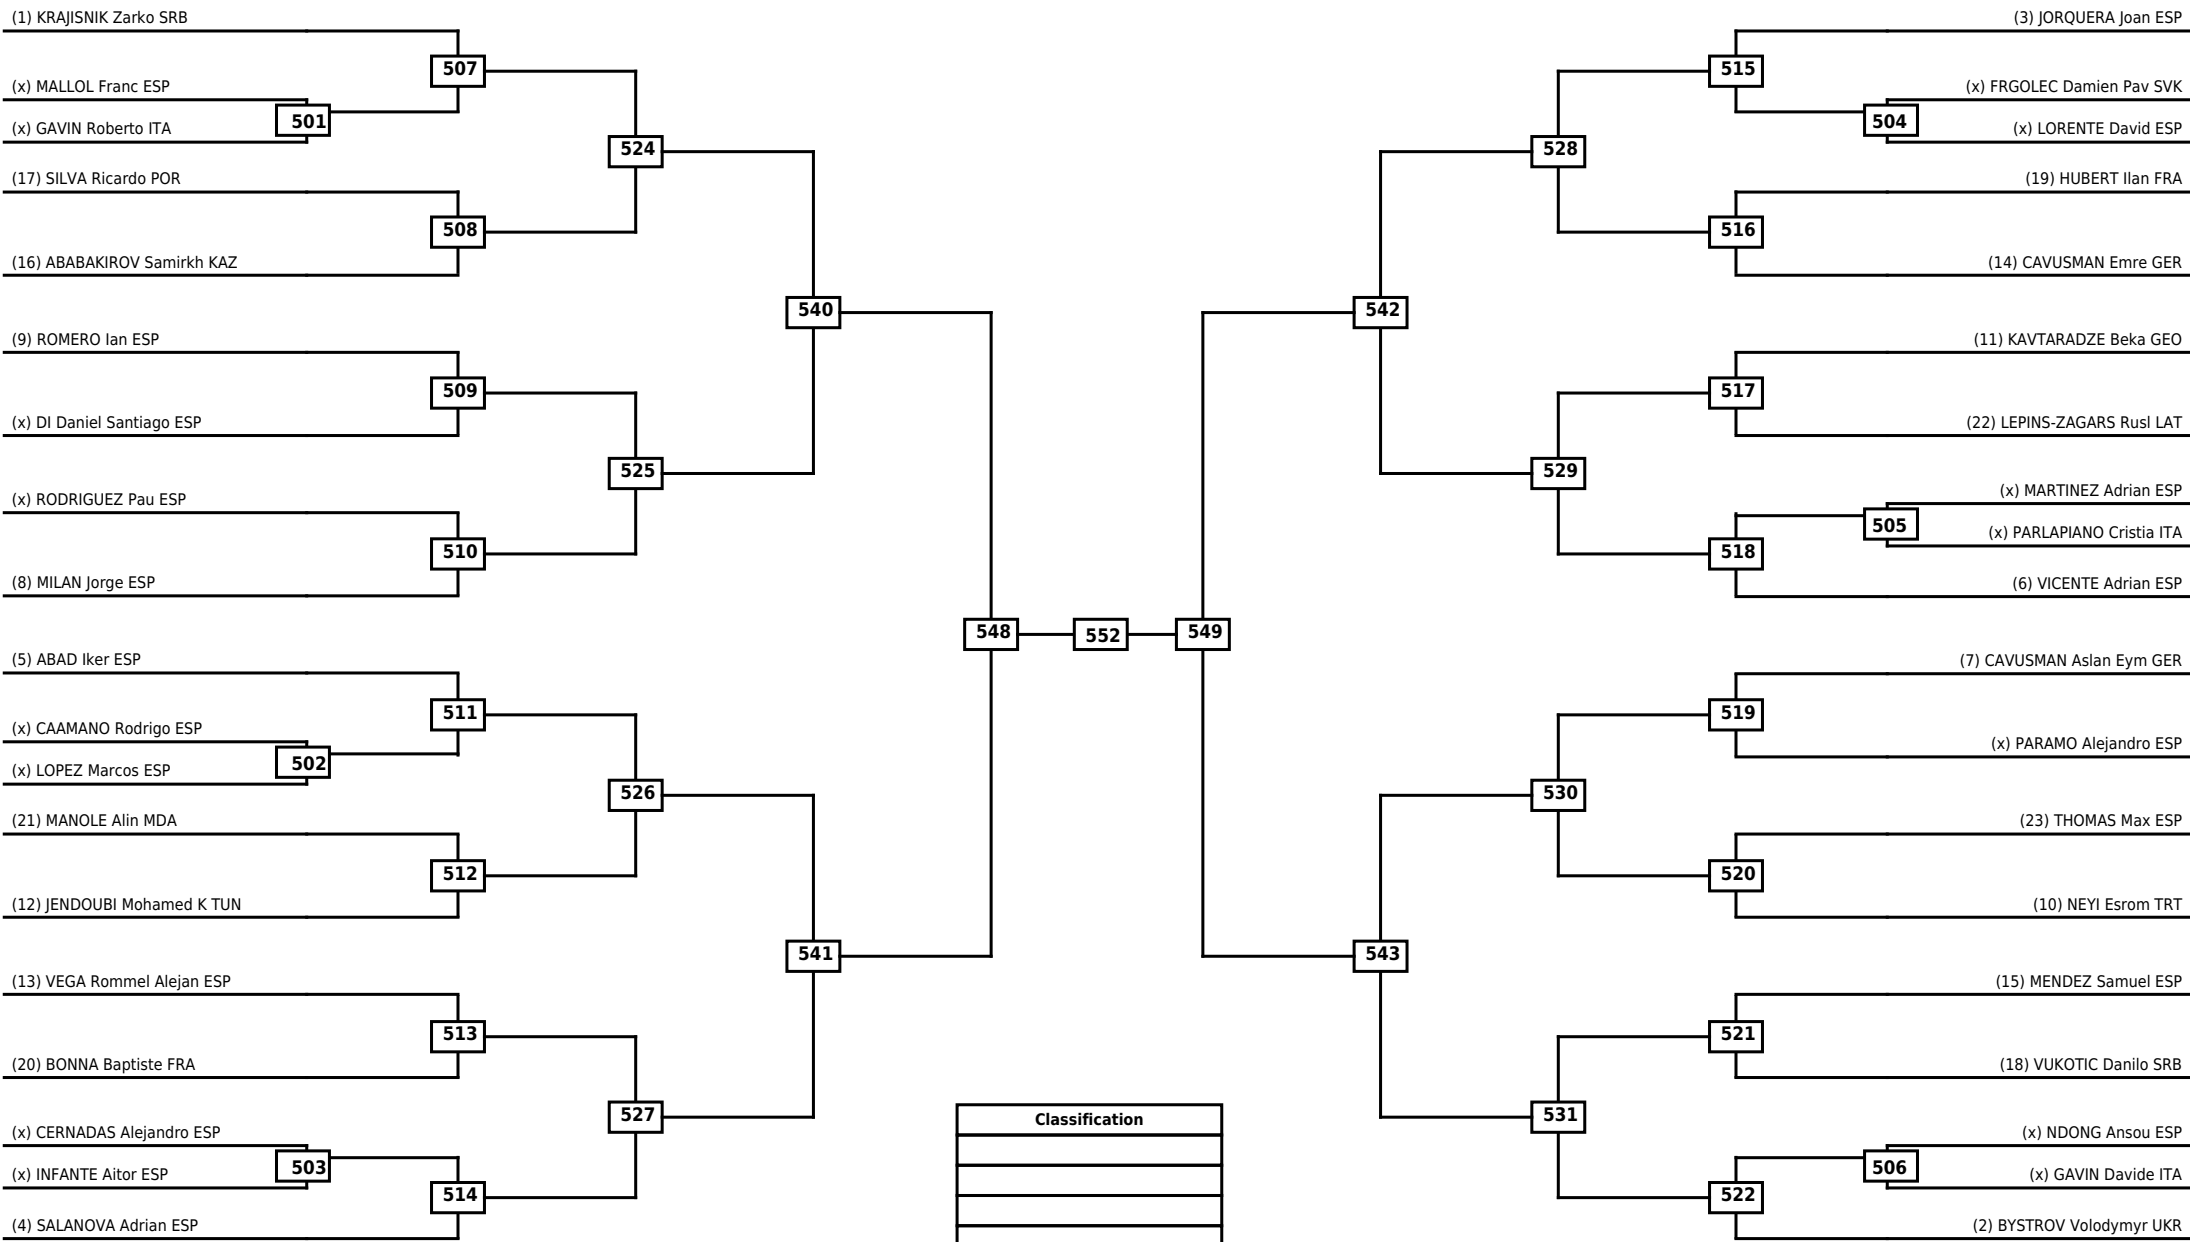 (1) KRAJISNIK Zarko SRB
507
(x) MALLOL Franc ESP
501
(x) GAVIN Roberto ITA
524
(17) SILVA Ricardo POR
508
(16) ABABAKIROV Samirkh KAZ
540
(9) ROMERO Ian ESP
509
(x) DI Daniel Santiago ESP
525
(x) RODRIGUEZ Pau ESP
510
(8) MILAN Jorge ESP
548
(5) ABAD Iker ESP
511
(x) CAAMANO Rodrigo ESP
502
(x) LOPEZ Marcos ESP
526
(21) MANOLE Alin MDA
512
(12) JENDOUBI Mohamed K TUN
541
(13) VEGA Rommel Alejan ESP
513
(20) BONNA Baptiste FRA
527
(x) CERNADAS Alejandro ESP
503
(x) INFANTE Aitor ESP
514
(4) SALANOVA Adrian ESP
552
Classification
(3) JORQUERA Joan ESP
515
(x) FRGOLEC Damien Pav SVK
504
(x) LORENTE David ESP
528
(19) HUBERT Ilan FRA
516
(14) CAVUSMAN Emre GER
542
(11) KAVTARADZE Beka GEO
517
(22) LEPINS-ZAGARS Rusl LAT
529
(x) MARTINEZ Adrian ESP
505
(x) PARLAPIANO Cristia ITA
518
(6) VICENTE Adrian ESP
549
(7) CAVUSMAN Aslan Eym GER
519
(x) PARAMO Alejandro ESP
530
(23) THOMAS Max ESP
520
(10) NEYI Esrom TRT
543
(15) MENDEZ Samuel ESP
521
(18) VUKOTIC Danilo SRB
531
(x) NDONG Ansou ESP
506
(x) GAVIN Davide ITA
522
(2) BYSTROV Volodymyr UKR